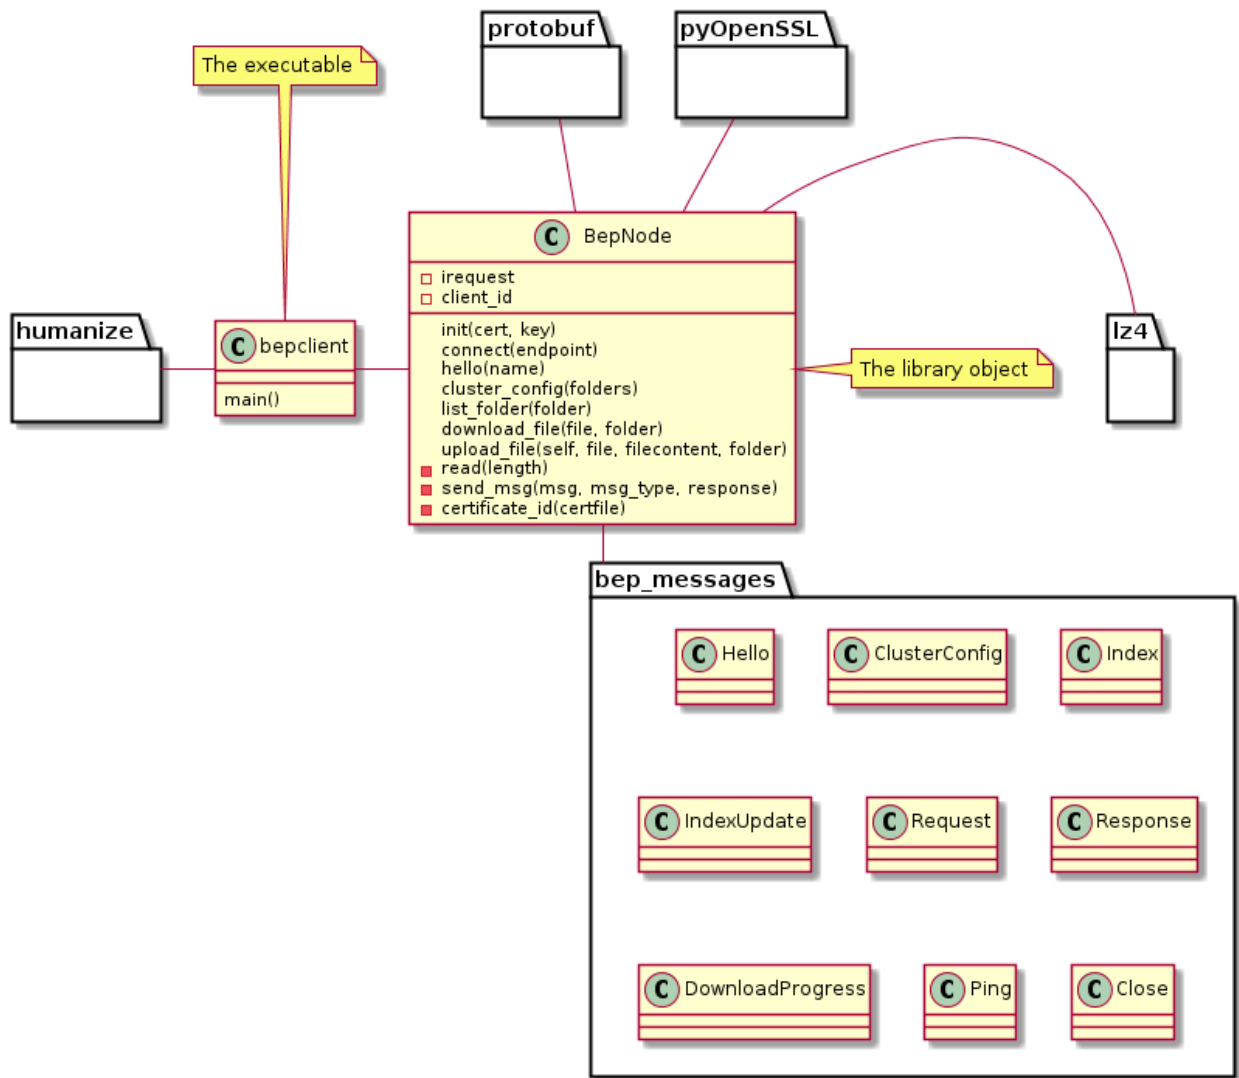 protobuf
pyOpenSSL
The executable
C BepNode
irequest
client_id
init(cert, key)
connect(endpoint)
hello(name)
cluster_config(folders)
list_folder(folder)
download_file(file, folder)
upload_file(self, file, filecontent, folder)
read(length)
send_msg(msg, msg_type, response)
certificate_id(certfile)
humanize
C bepclient
main()
The library object
lz4
bep_messages
C Hello
C ClusterConfig
C Index
C IndexUpdate
C Request
C Response
C DownloadProgress
C Ping
C Close